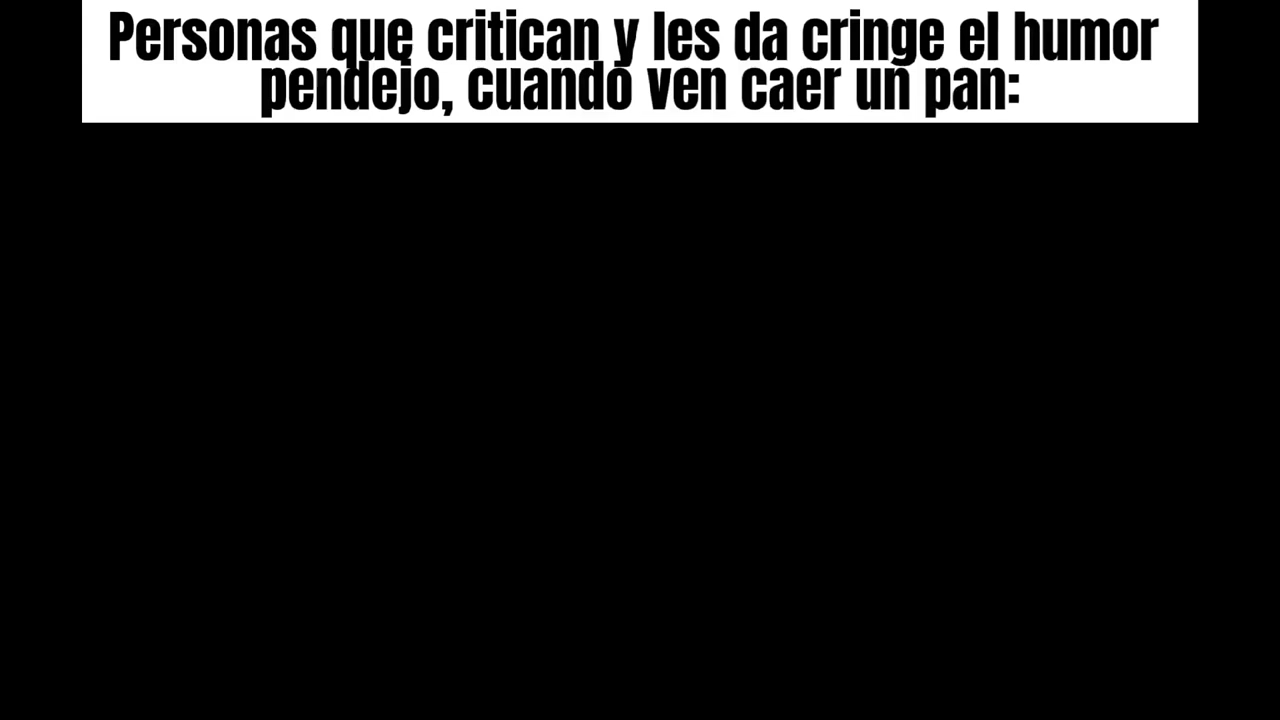 Personas que critican y les da cringe el humor
pendejo, cuando ven caer un pan: